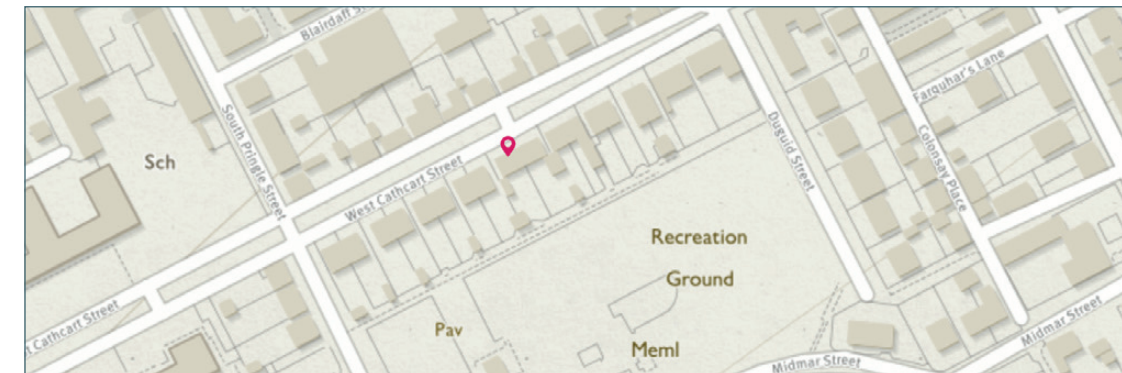 Blairdaff St
Farquhar's Lane
South Pringle Street
Duguid Street
Colonsay Place
Sch
West Cathcart Street
Recreation
Ground
t Cathcart Street
Pav
Meml
Midmar Street
Midmar Street